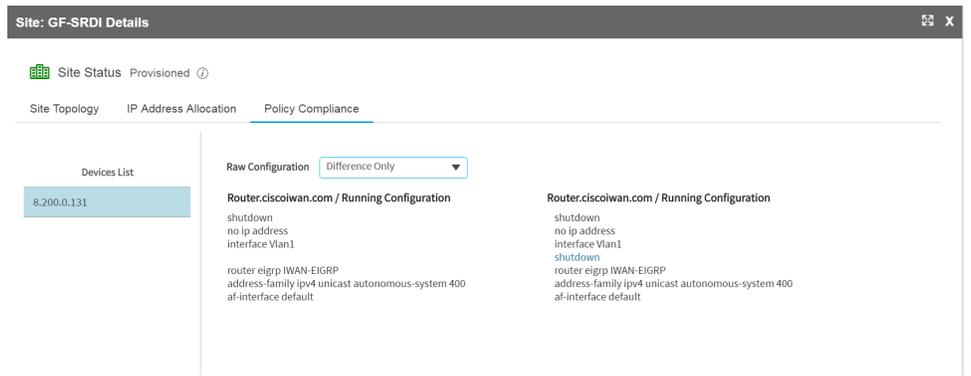 Site: GF-SRDI Details
X
Site Status Provisioned i
Site Topology IP Address Allocation Policy Compliance
Devices List
8.200.0.131
Raw Configuration Difference Only
Router.ciscoiwan.com / Running Configuration
shutdown
no ip address
interface Vlan1
router eigrp IWAN-EIGRP
address-family ipv4 unicast autonomous-system 400
af-interface default
Router.ciscoiwan.com / Running Configuration
shutdown
no ip address
interface Vlan1
shutdown
router eigrp IWAN-EIGRP
address-family ipv4 unicast autonomous-system 400
af-interface default